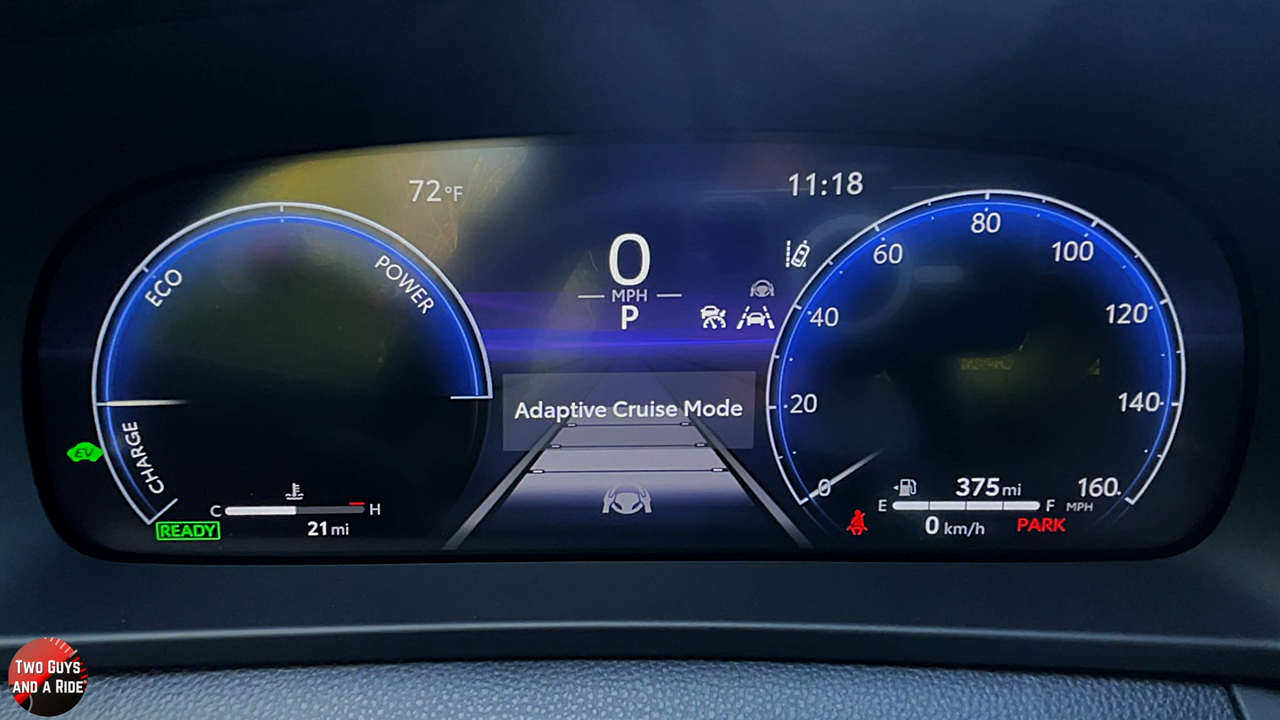 72°F
11:18
0
MPH
P
ECO
POWER
CHARGE
EV
Adaptive Cruise Mode
0
20
40
60
80
100
120
140
160
MPH
C
H
READY
21 mi
375 mi
E
F
0 km/h
PARK
TWO GUYS
AND A RIDE